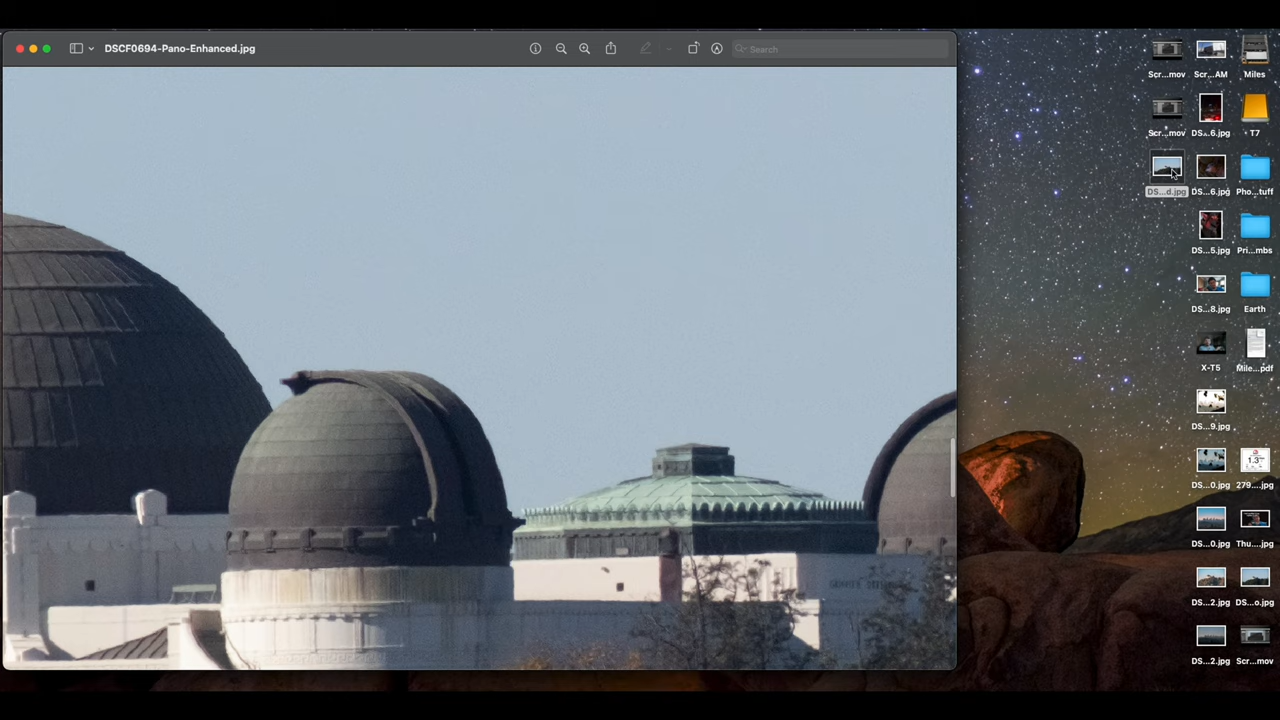 DSCF0694-Pano-Enhanced.jpg
Search
Scr...mov
Scr...AM
Miles
Scr...mov
DS...6.jpg
T7
DS...d.jpg
DS...6.jpg
Pho...tuff
DS...5.jpg
Pri...mbs
DS...8.jpg
Earth
X-T5
Mile...pdf
DS...9.jpg
DS...0.jpg
1.3
279...jpg
DS...0.jpg
Thu...jpg
DS...2.jpg
DS...o.jpg
DS...2.jpg
Scr...mov